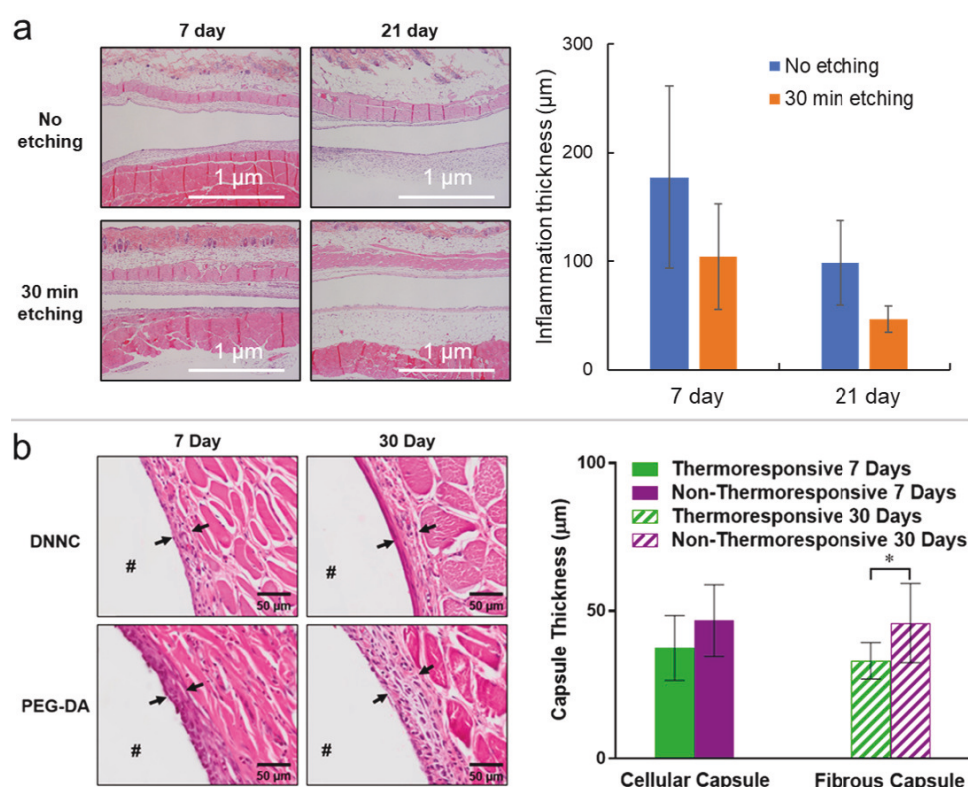 a
7 day
21 day
No
etching
1 µm
1 µm
30 min
etching
1 µm
1 µm
Inflammation thickness (µm)
300
200
100
0
No etching
30 min etching
7 day
21 day
b
7 Day
30 Day
DNNC
#
50 µm
#
50 µm
PEG-DA
#
50 µm
#
50 µm
Capsule Thickness (µm)
100
50
0
Thermoresponsive 7 Days
Non-Thermoresponsive 7 Days
Thermoresponsive 30 Days
Non-Thermoresponsive 30 Days
*
Cellular Capsule
Fibrous Capsule